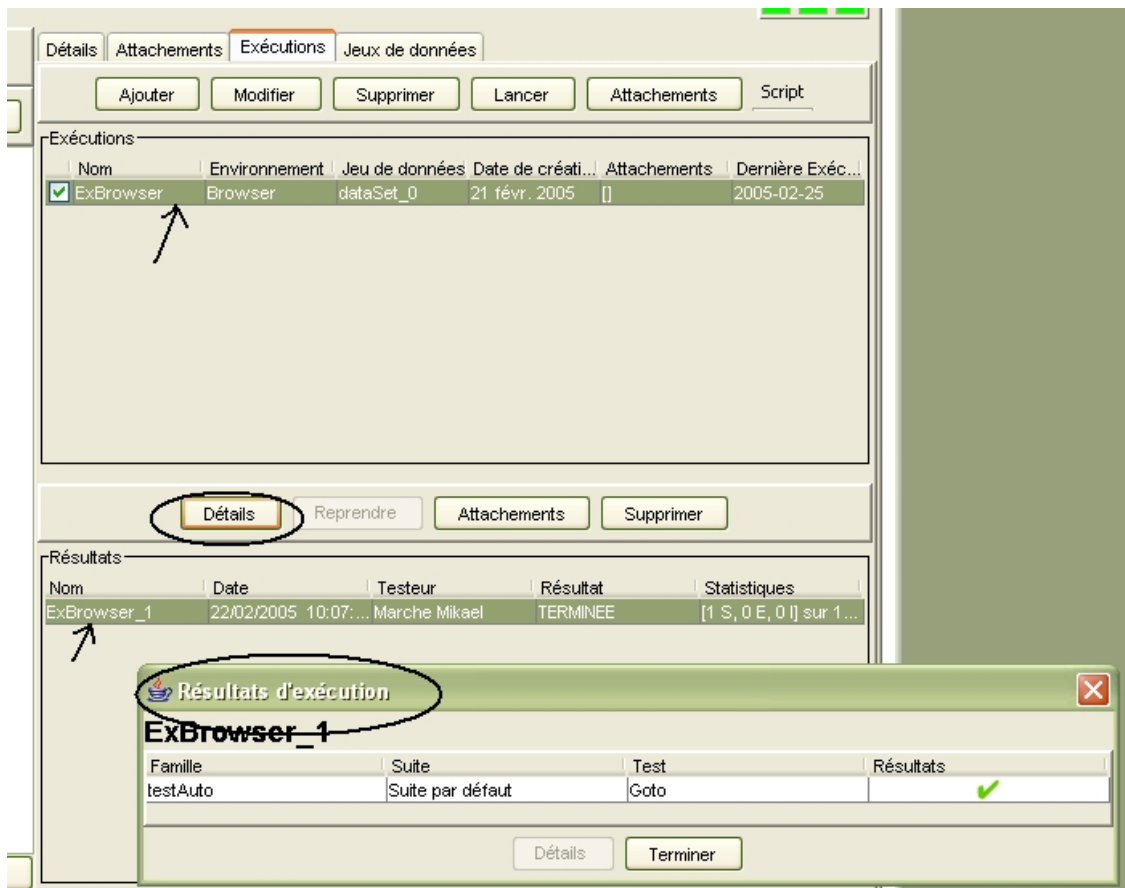 Détails Attachements Exécutions Jeux de données
Ajouter Modifier Supprimer Lancer Attachements Script
Exécutions
Nom Environnement Jeu de données Date de créati... Attachements Dernière Exéc...
ExBrowser Browser dataSet_0 21 févr. 2005 [] 2005-02-25
Détails Reprendre Attachements Supprimer
Résultats
Nom Date Testeur Résultat Statistiques
ExBrowser_1 22/02/2005 10:07:... Marche Mikael TERMINEE [1 S, 0 E, 0 I] sur 1...
Résultats d'exécution
ExBrowser_1
Famille Suite Test Résultats
testAuto Suite par défaut Goto
Détails Terminer